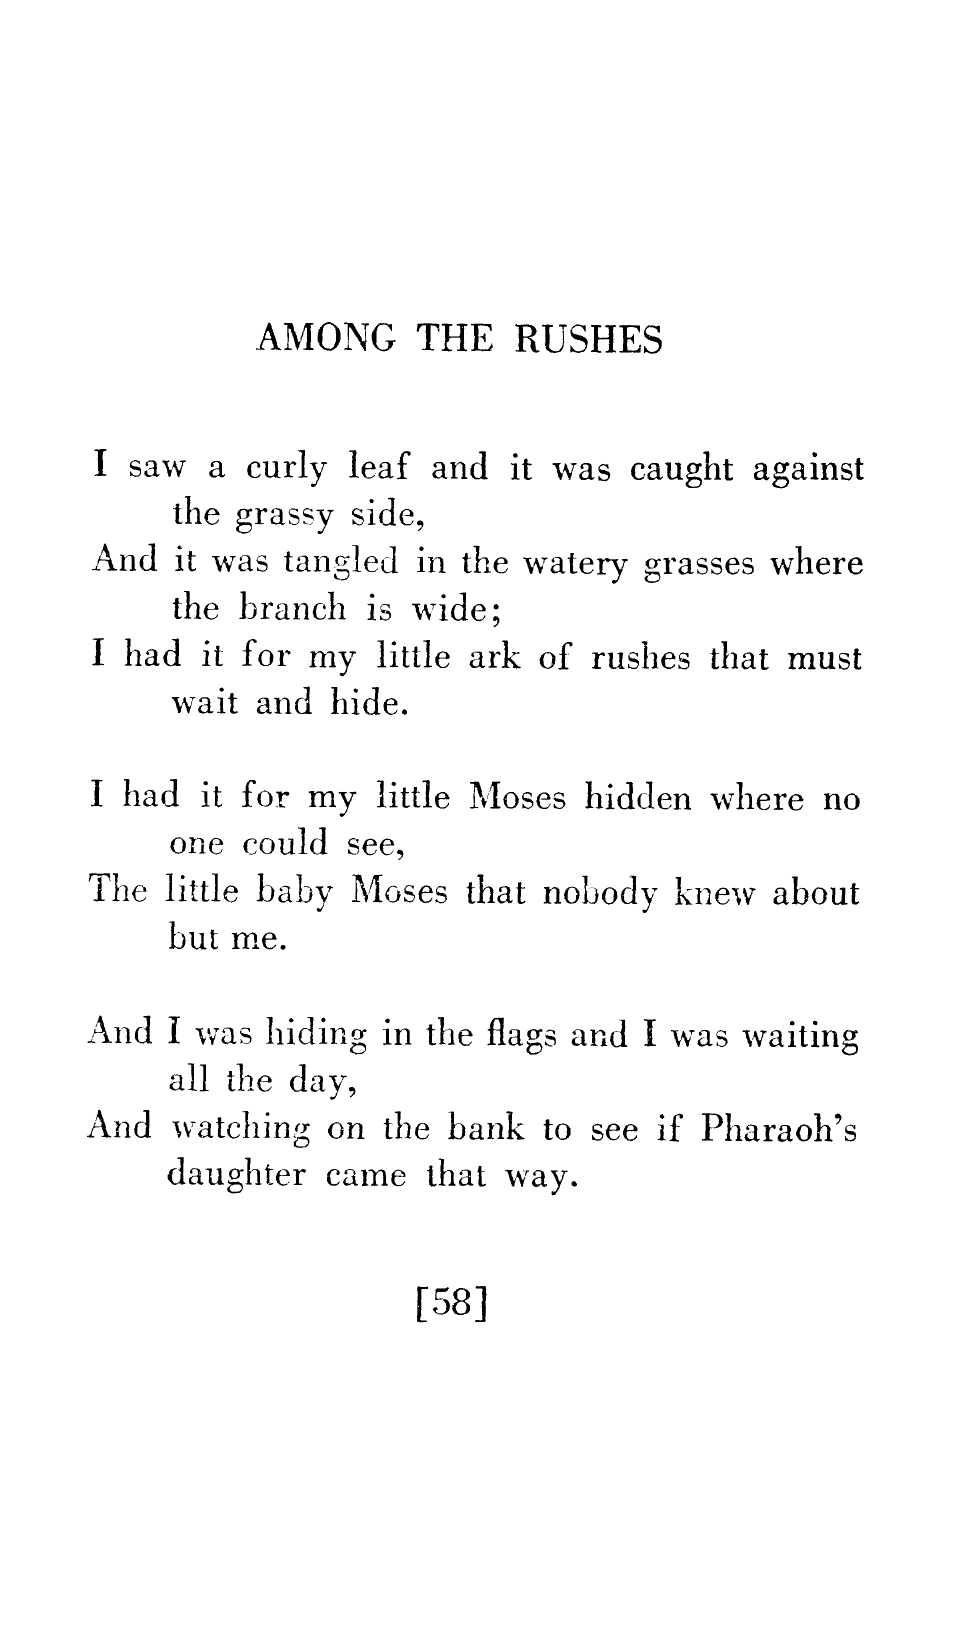 AMONG THE RUSHES
I saw a curly leaf and it was caught against
the grassy side,
And it was tangled in the watery grasses where
the branch is wide;
I had it for my little ark of rushes that must
wait and hide.
I had it for my little Moses hidden where no
one could see,
The little baby Moses that nobody knew about
but me.
And I was hiding in the flags and I was waiting
all the day,
And watching on the bank to see if Pharaoh's
daughter came that way.
[58]